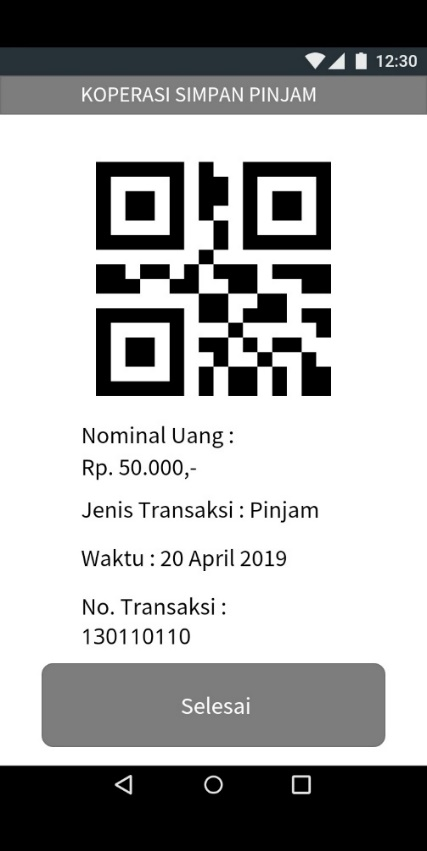 12:30
KOPERASI SIMPAN PINJAM
Nominal Uang :
Rp. 50.000,-
Jenis Transaksi : Pinjam
Waktu : 20 April 2019
No. Transaksi :
130110110
Selesai